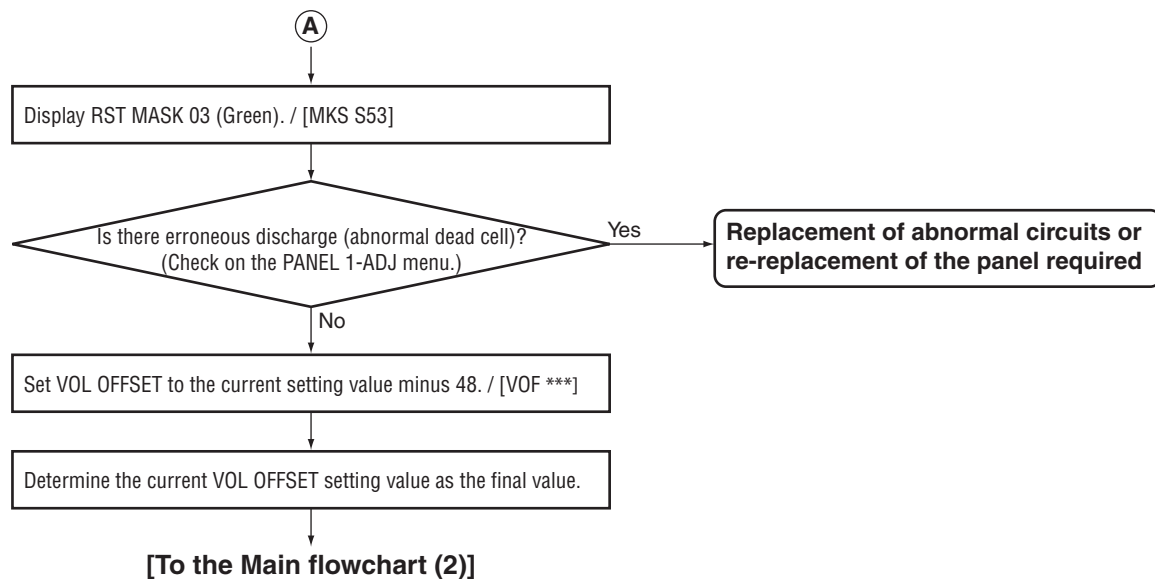 A
Display RST MASK 03 (Green). / [MKS S53]
Is there erroneous discharge (abnormal dead cell)?
(Check on the PANEL 1-ADJ menu.)
Yes
Replacement of abnormal circuits or
re-replacement of the panel required
No
Set VOL OFFSET to the current setting value minus 48. / [VOF ***]
Determine the current VOL OFFSET setting value as the final value.
[To the Main flowchart (2)]